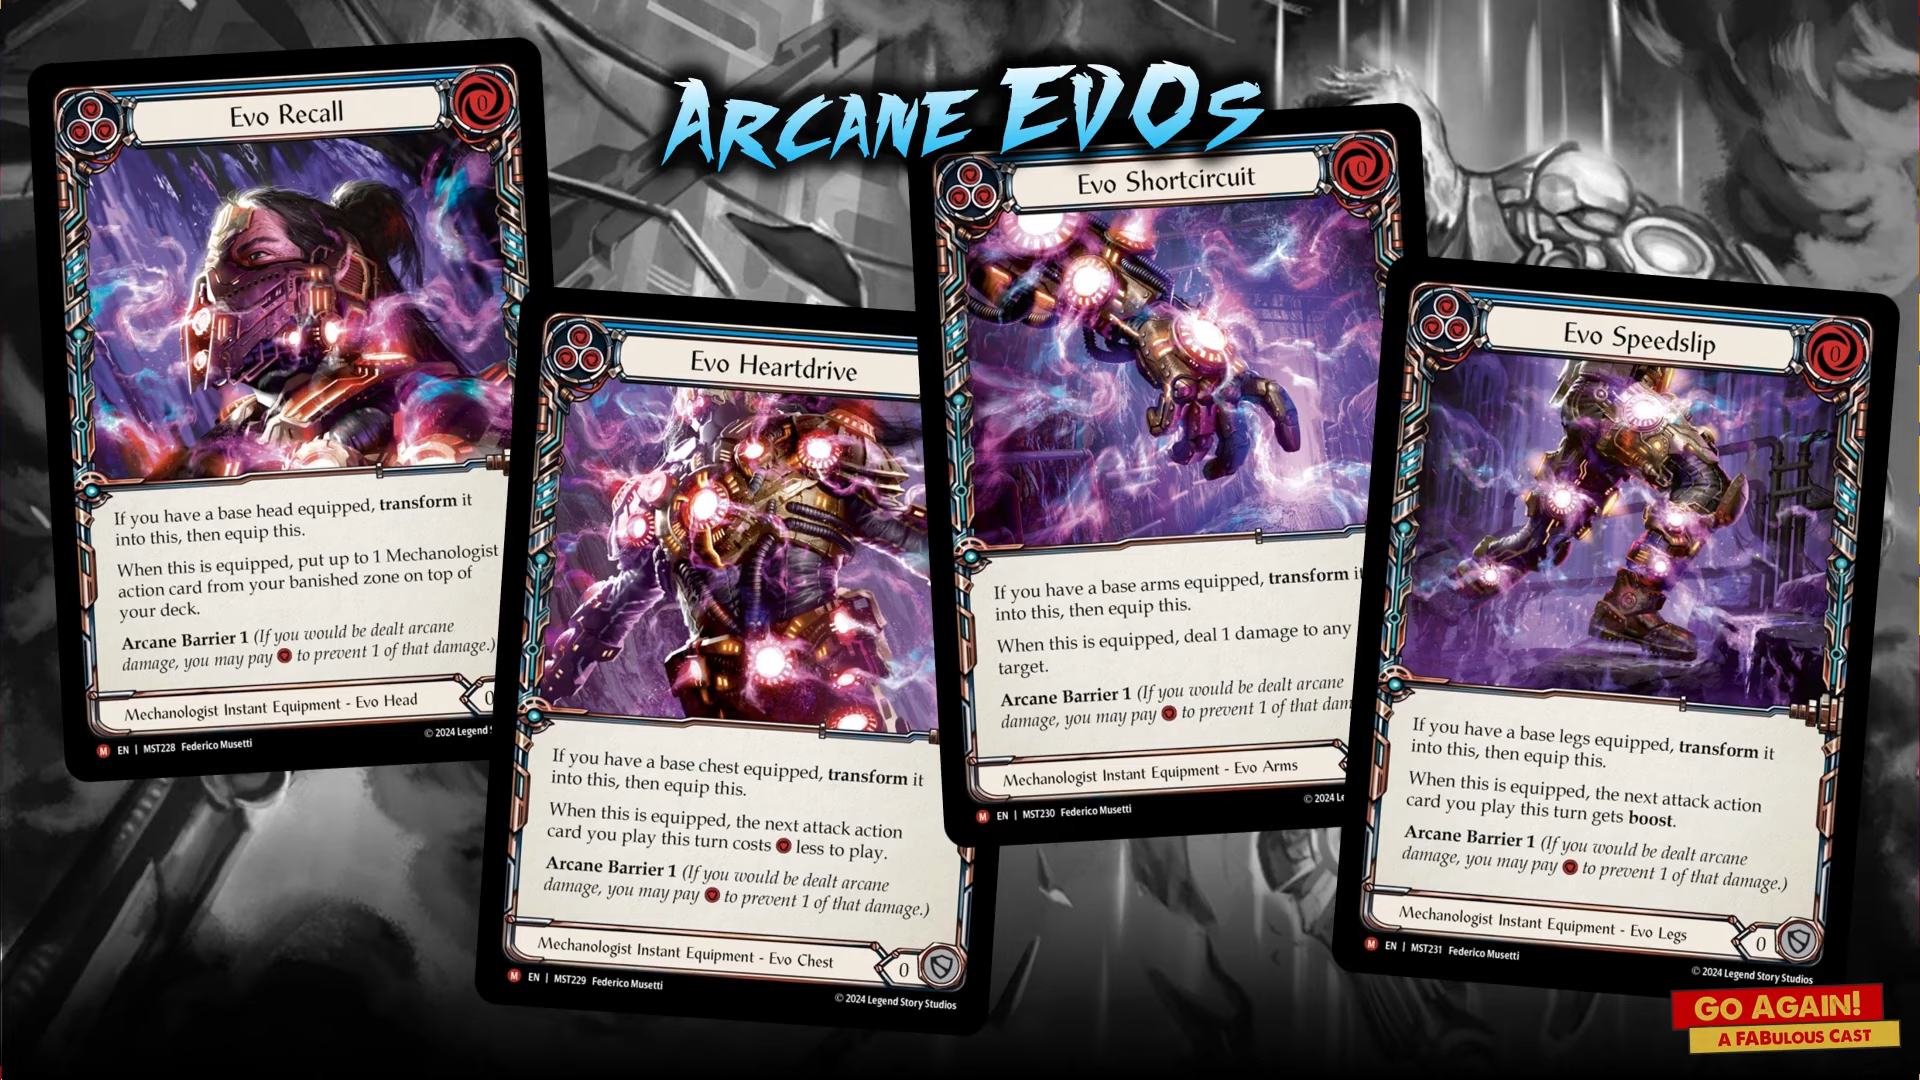 ARCANE EVOS
Evo Recall
0
If you have a base head equipped, transform it
into this, then equip this.
When this is equipped, put up to 1 Mechanologist
action card from your banished zone on top of
your deck.
Arcane Barrier 1 (If you would be dealt arcane
damage, you may pay to prevent 1 of that damage.)
Mechanologist Instant Equipment - Evo Head
0
M EN | MST228 Federico Musetti
© 2024 Legend
Evo Heartdrive
If you have a base chest equipped, transform it
into this, then equip this.
When this is equipped, the next attack action
card you play this turn costs less to play.
Arcane Barrier 1 (If you would be dealt arcane
damage, you may pay to prevent 1 of that damage.)
Mechanologist Instant Equipment - Evo Chest
0
M EN | MST229 Federico Musetti
© 2024 Legend Story Studios
Evo Shortcircuit
0
If you have a base arms equipped, transform it
into this, then equip this.
When this is equipped, deal 1 damage to any
target.
Arcane Barrier 1 (If you would be dealt arcane
damage, you may pay to prevent 1 of that dam
Mechanologist Instant Equipment - Evo Arms
M EN | MST230 Federico Musetti
© 2024 Le
Evo Speedslip
0
If you have a base legs equipped, transform it
into this, then equip this.
When this is equipped, the next attack action
card you play this turn gets boost.
Arcane Barrier 1 (If you would be dealt arcane
damage, you may pay to prevent 1 of that damage.)
Mechanologist Instant Equipment - Evo Legs
0
M EN | MST231 Federico Musetti
© 2024 Legend Story Studios
GO AGAIN!
A FABULOUS CAST